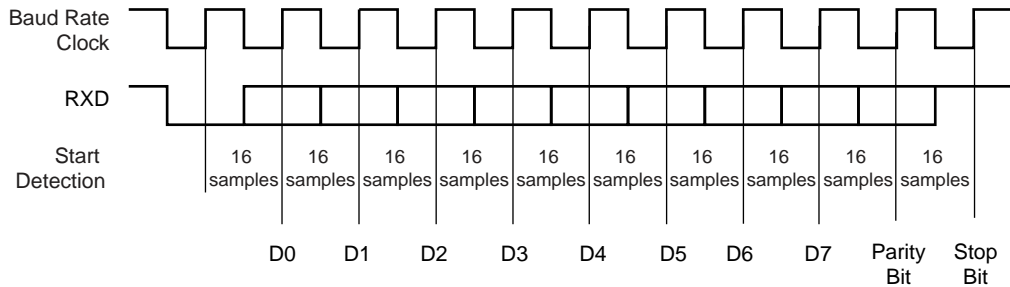 Baud Rate
Clock
RXD
Start
Detection
16 16 16 16 16 16 16 16 16 16
samples samples samples samples samples samples samples samples samples samples
D0 D1 D2 D3 D4 D5 D6 D7 Parity Stop
Bit Bit